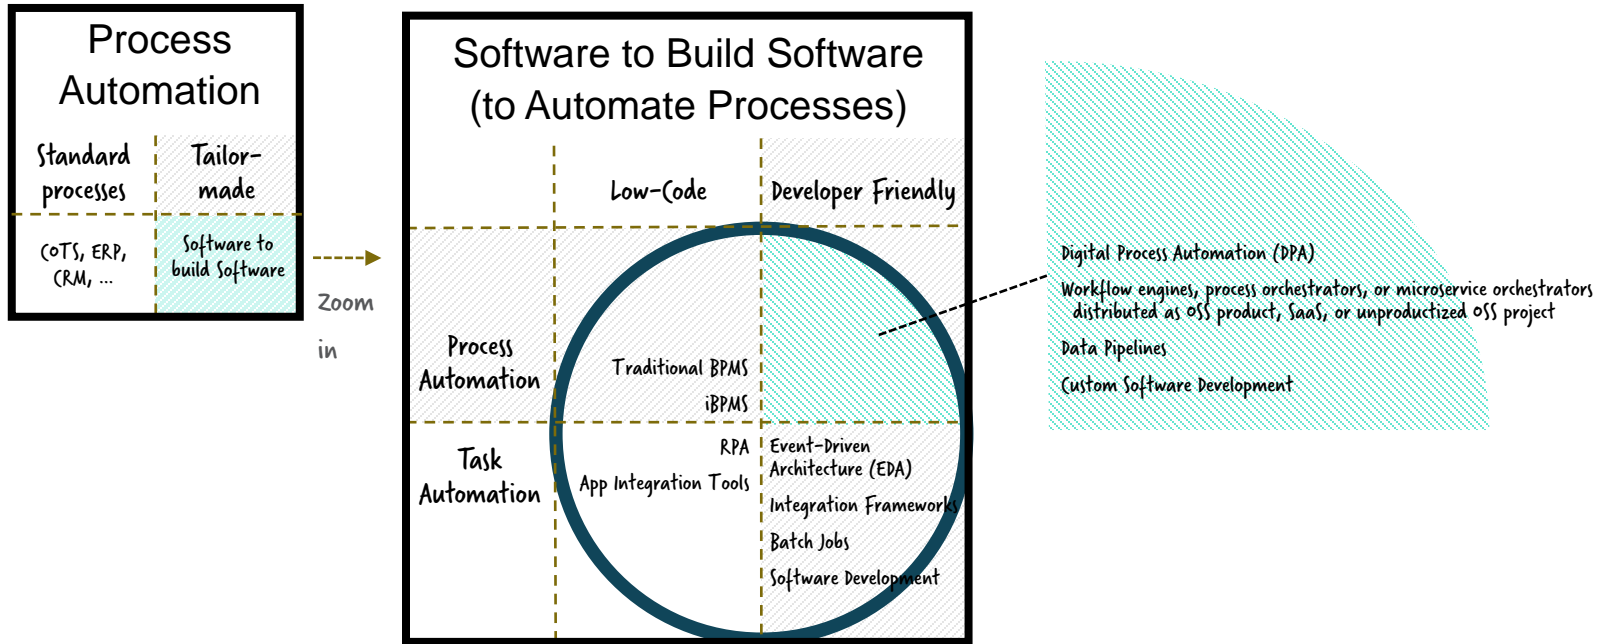 Process
Automation
Standard
processes
Tailor-
made
COTS, ERP,
CRM, ...
Software to
build Software
Zoom
in
Software to Build Software
(to Automate Processes)
Low-Code
Developer Friendly
Process
Automation
Traditional BPMS
iBPMS
Task
Automation
RPA
App Integration Tools
Event-Driven
Architecture (EDA)
Integration Frameworks
Batch Jobs
Software Development
Digital Process Automation (DPA)
Workflow engines, process orchestrators, or microservice orchestrators
distributed as OSS product, SaaS, or unproductized OSS project
Data Pipelines
Custom Software Development